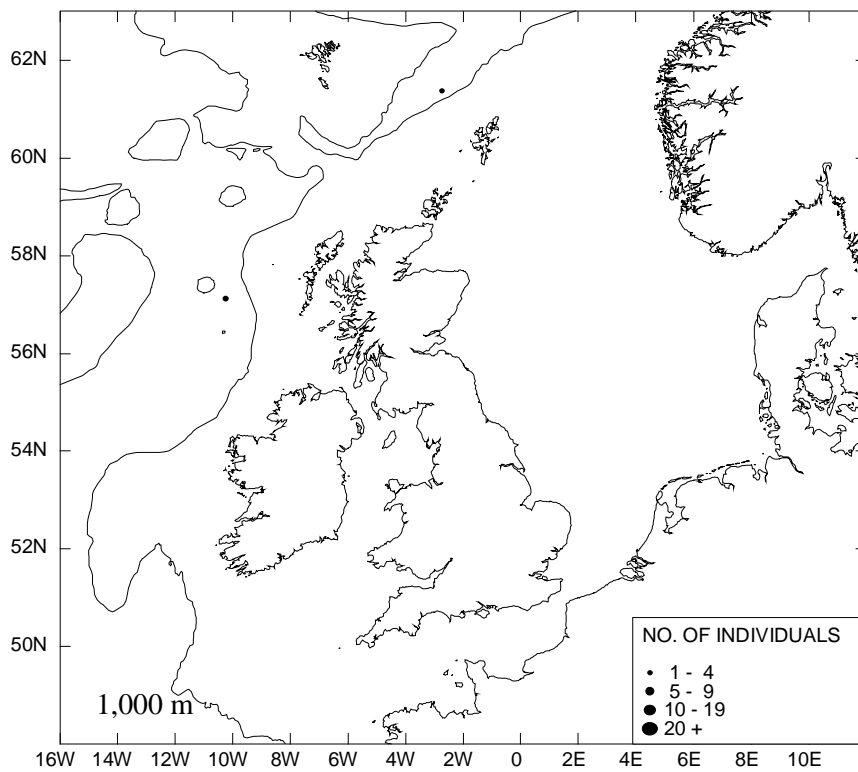 62N
60N
58N
56N
54N
52N
50N
NO. OF INDIVIDUALS
1 - 4
5 - 9
10 - 19
20 +
1,000 m
16W 14W 12W 10W 8W 6W 4W 2W 0 2E 4E 6E 8E 10E